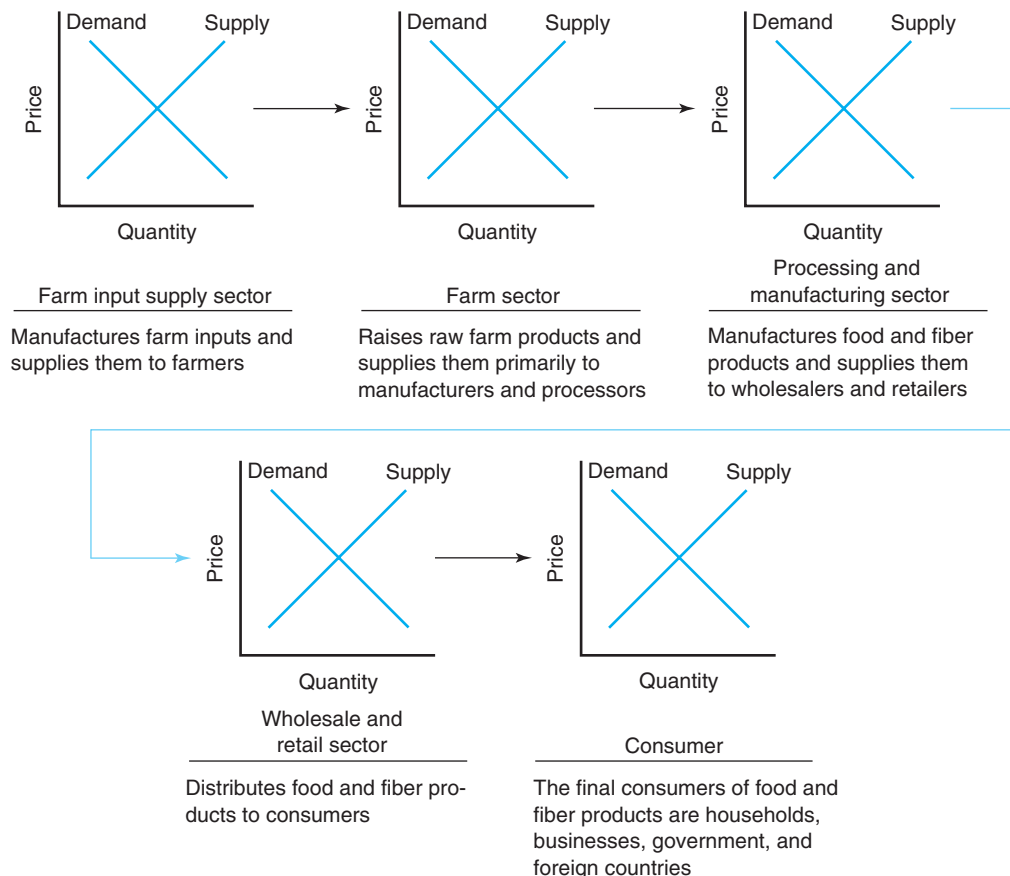 Demand Supply
Price
Quantity
Farm input supply sector
Manufactures farm inputs and
supplies them to farmers
Demand Supply
Price
Quantity
Farm sector
Raises raw farm products and
supplies them primarily to
manufacturers and processors
Demand Supply
Price
Quantity
Processing and
manufacturing sector
Manufactures food and fiber
products and supplies them
to wholesalers and retailers
Demand Supply
Price
Quantity
Wholesale and
retail sector
Distributes food and fiber pro-
ducts to consumers
Demand Supply
Price
Quantity
Consumer
The final consumers of food and
fiber products are households,
businesses, government, and
foreign countries